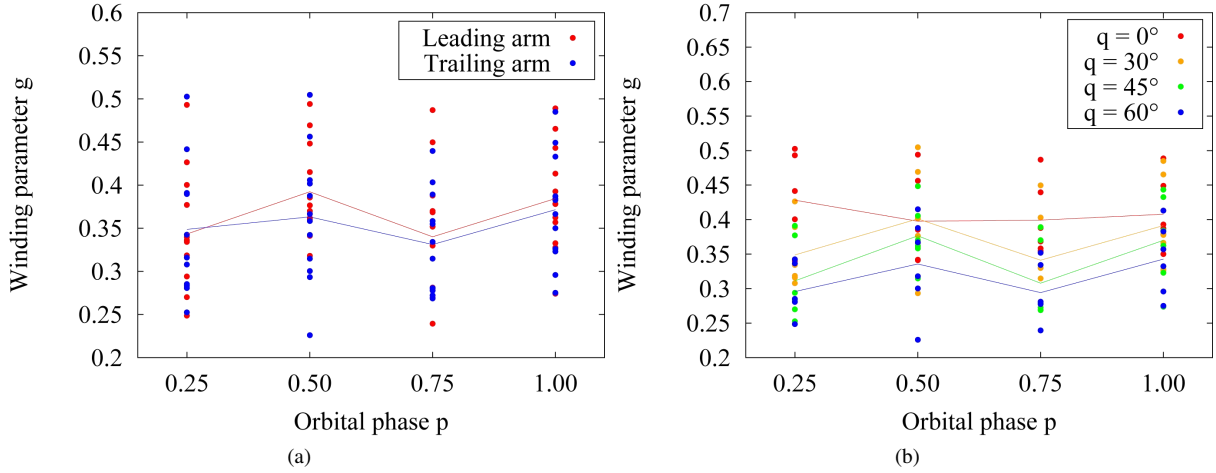 0.6
0.55
0.5
0.45
0.4
0.35
0.3
0.25
0.2
Winding parameter g
Leading arm
Trailing arm
0.25 0.50 0.75 1.00
Orbital phase p
(a)
0.7
0.65
0.6
0.55
0.5
0.45
0.4
0.35
0.3
0.25
0.2
Winding parameter g
q = 0°
q = 30°
q = 45°
q = 60°
0.25 0.50 0.75 1.00
Orbital phase p
(b)